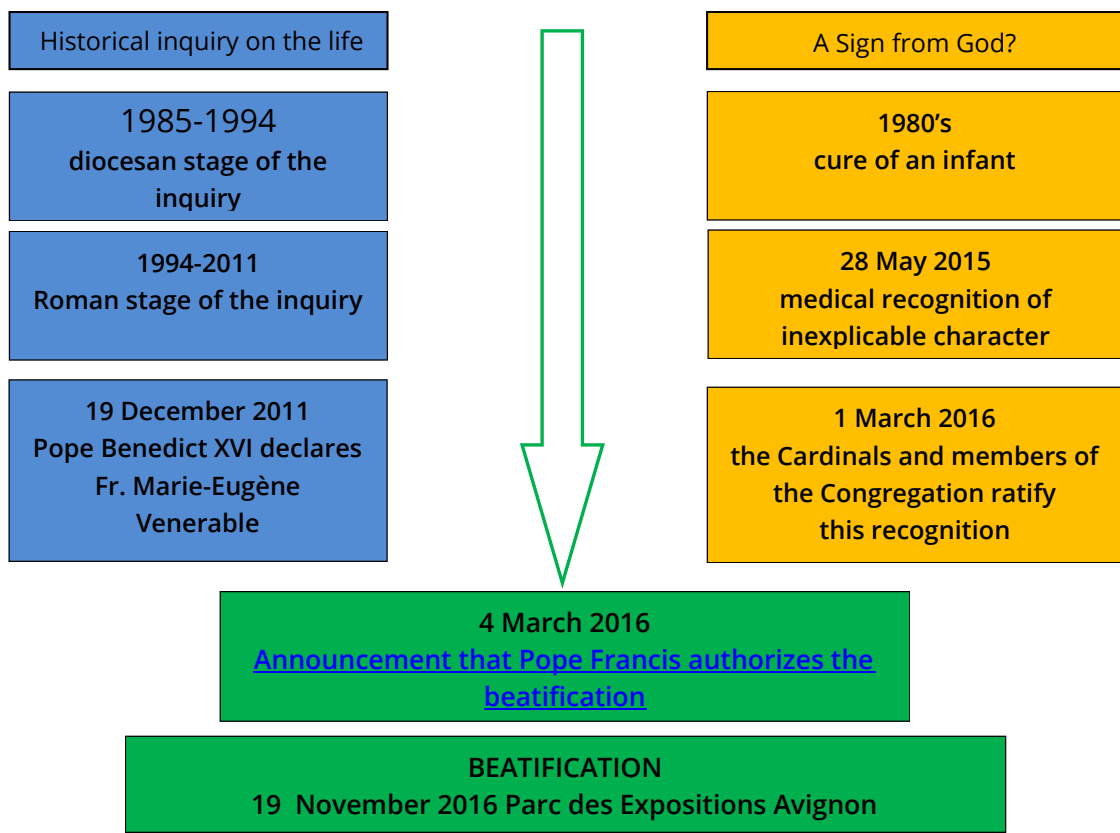 Historical inquiry on the life
1985-1994
diocesan stage of the
inquiry
1994-2011
Roman stage of the inquiry
19 December 2011
Pope Benedict XVI declares
Fr. Marie-Eugène
Venerable
A Sign from God?
1980’s
cure of an infant
28 May 2015
medical recognition of
inexplicable character
1 March 2016
the Cardinals and members of
the Congregation ratify
this recognition
4 March 2016
Announcement that Pope Francis authorizes the
beatification
BEATIFICATION
19 November 2016 Parc des Expositions Avignon